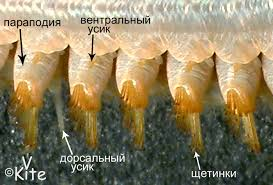 параподия
вентральный
усик
дорсальный
усик
щетинки
V
©Kite